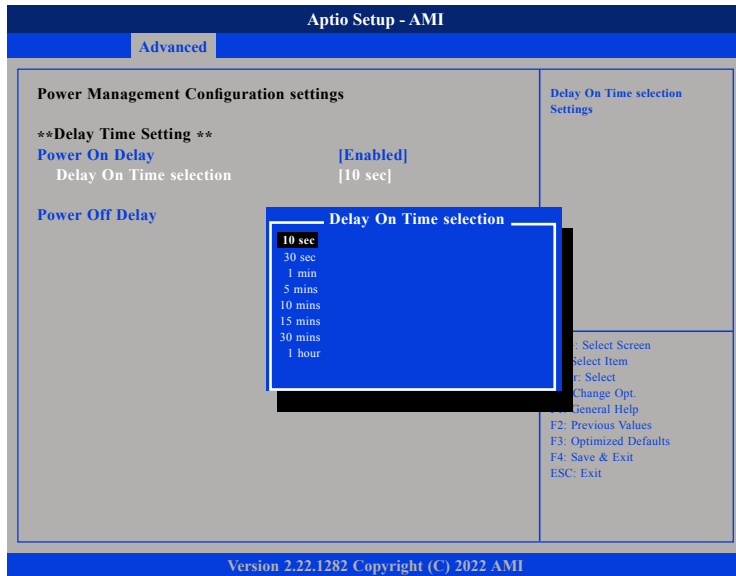 Aptio Setup - AMI
Advanced
Power Management Configuration settings
**Delay Time Setting **
Power On Delay [Enabled]
Delay On Time selection [10 sec]
Power Off Delay
Delay On Time selection
10 sec
30 sec
1 min
5 mins
10 mins
15 mins
30 mins
1 hour
Delay On Time selection
Settings
: Select Screen
Select Item
r: Select
Change Opt.
General Help
F2: Previous Values
F3: Optimized Defaults
F4: Save & Exit
ESC: Exit
Version 2.22.1282 Copyright (C) 2022 AMI